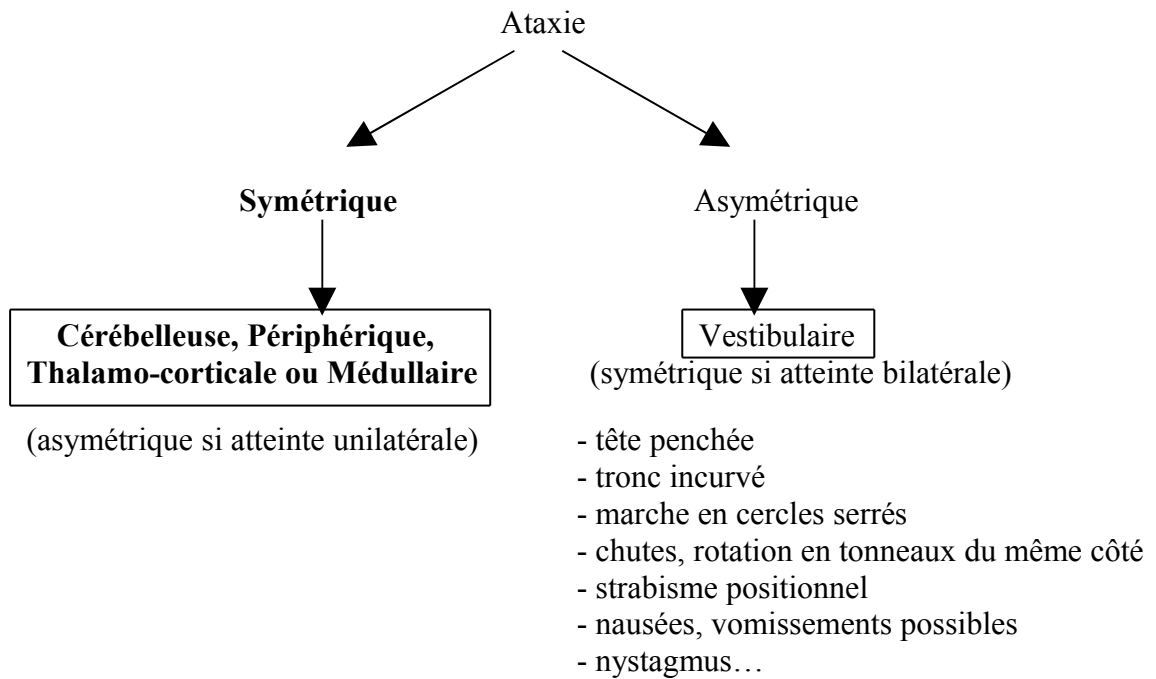 Ataxie
Symétrique
Asymétrique
Cérébelleuse, Périphérique,
Thalamo-corticale ou Médullaire
(asymétrique si atteinte unilatérale)
Vestibulaire
(symétrique si atteinte bilatérale)
- tête penchée
- tronc incurvé
- marche en cercles serrés
- chutes, rotation en tonneaux du même côté
- strabisme positionnel
- nausées, vomissements possibles
- nystagmus…